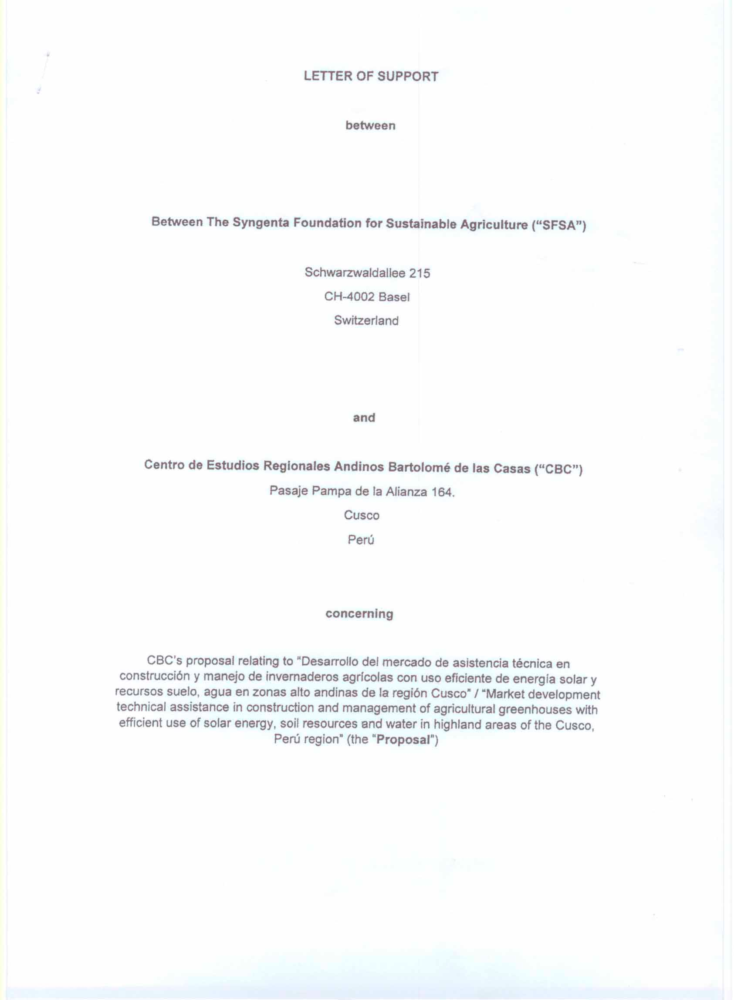 LETTER OF SUPPORT
between
Between The Syngenta Foundation for Sustainable Agriculture (“SFSA”)
Schwarzwaldallee 215
CH-4002 Basel
Switzerland
and
Centro de Estudios Regionales Andinos Bartolomé de las Casas (“CBC”)
Pasaje Pampa de la Alianza 164.
Cusco
Perú
concerning
CBC's proposal relating to "Desarrollo del mercado de asistencia técnica en
construcción y manejo de invernaderos agrícolas con uso eficiente de energía solar y
recursos suelo, agua en zonas alto andinas de la región Cusco" / “Market development
technical assistance in construction and management of agricultural greenhouses with
efficient use of solar energy, soil resources and water in highland areas of the Cusco,
Perú region" (the "Proposal")